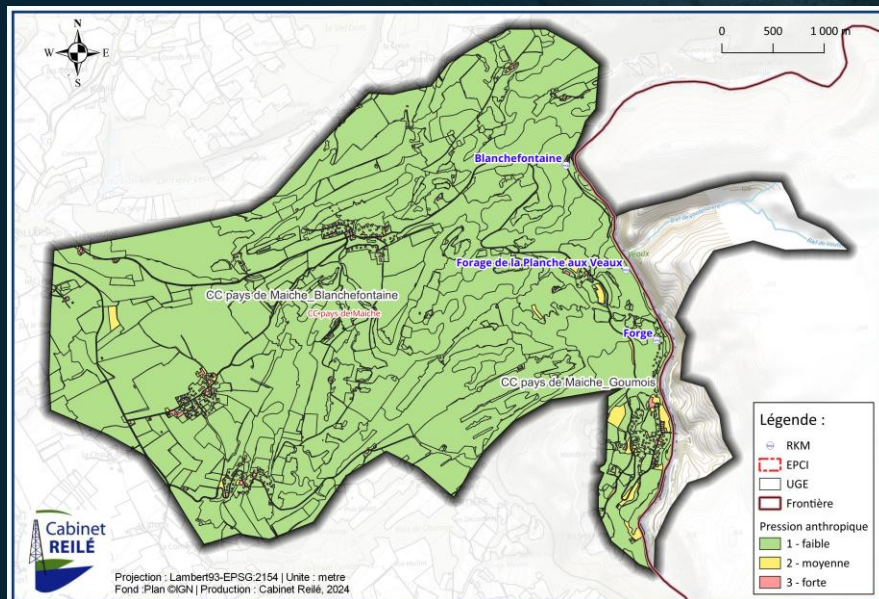 N
W E
S
0 500 1 000 m
Blanchefontaine
Forage de la Planche aux Veaux
CC pays de Maiche_Blanchefontaine
CC pays de Maîche
Forge
CC pays de Maiche_Goumois
Légende :
RKM
EPCI
UGE
Frontière
Pression anthropique
1 - faible
2 - moyenne
3 - forte
Cabinet
REILÉ
Projection : Lambert93-EPSG:2154 | Unite : metre
Fond :Plan ©IGN | Production : Cabinet Reilé, 2024